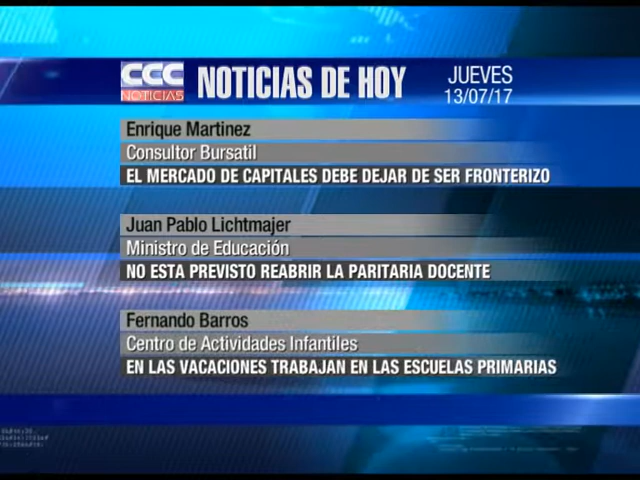 CCC
NOTICIAS
NOTICIAS DE HOY
JUEVES
13/07/17
Enrique Martinez
Consultor Bursatil
EL MERCADO DE CAPITALES DEBE DEJAR DE SER FRONTERIZO
Juan Pablo Lichtmajer
Ministro de Educación
NO ESTA PREVISTO REABRIR LA PARITARIA DOCENTE
Fernando Barros
Centro de Actividades Infantiles
EN LAS VACACIONES TRABAJAN EN LAS ESCUELAS PRIMARIAS